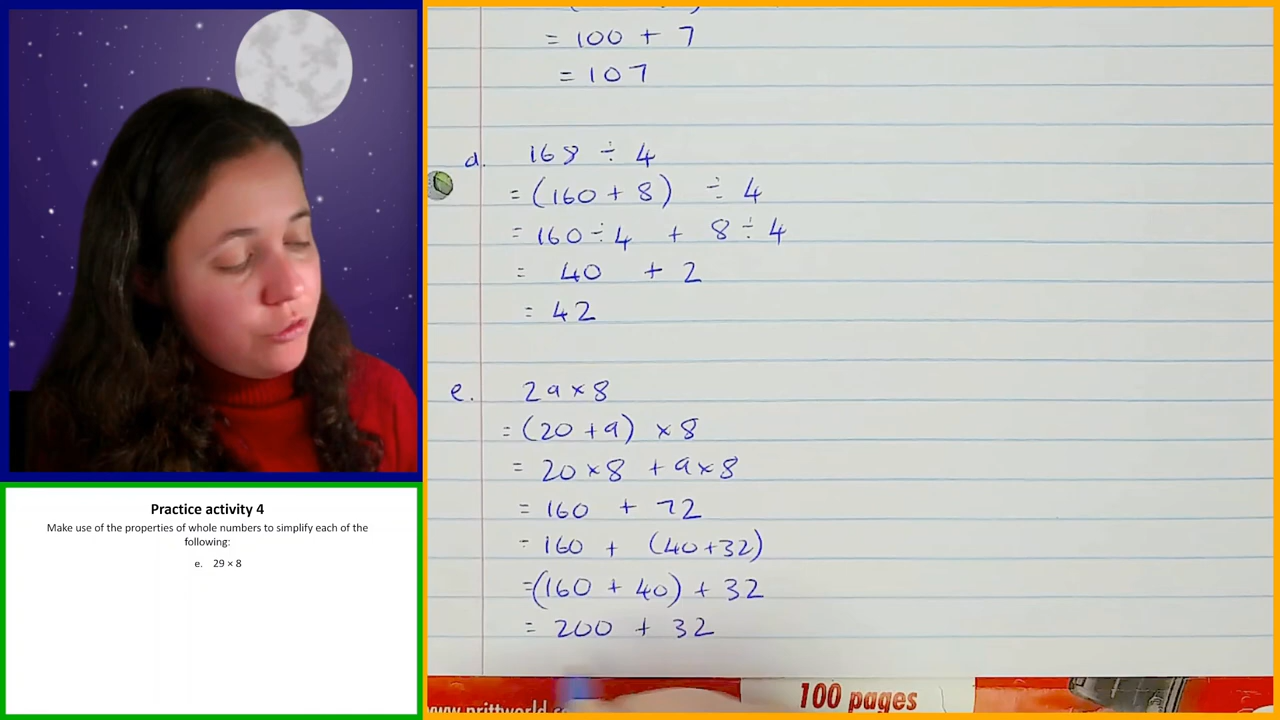 = 100 + 7
= 107
d. 168 ÷ 4
= (160 + 8) ÷ 4
= 160 ÷ 4 + 8 ÷ 4
= 40 + 2
= 42
e. 29 × 8
= (20 + 9) × 8
= 20 × 8 + 9 × 8
= 160 + 72
= 160 + (40 + 32)
= (160 + 40) + 32
= 200 + 32
100 pages
Practice activity 4
Make use of the properties of whole numbers to simplify each of the
following:
e. 29 × 8